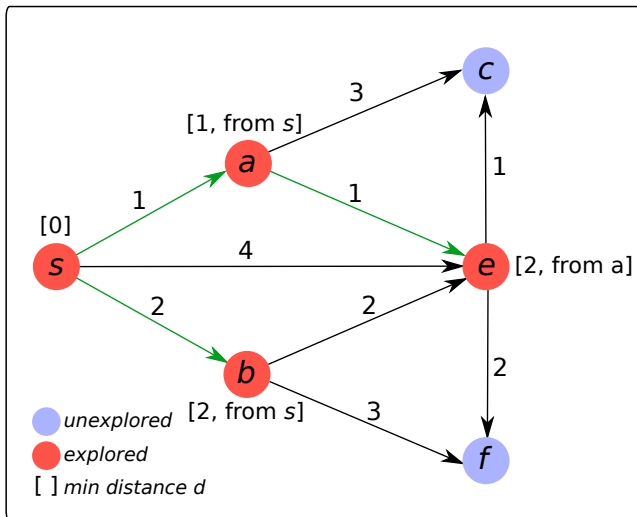 c
3
[1, from s]
a
1
1
1
[0]
s
4
e
[2, from a]
2
2
2
b
[2, from s]
3
f
unexplored
explored
[ ] min distance d